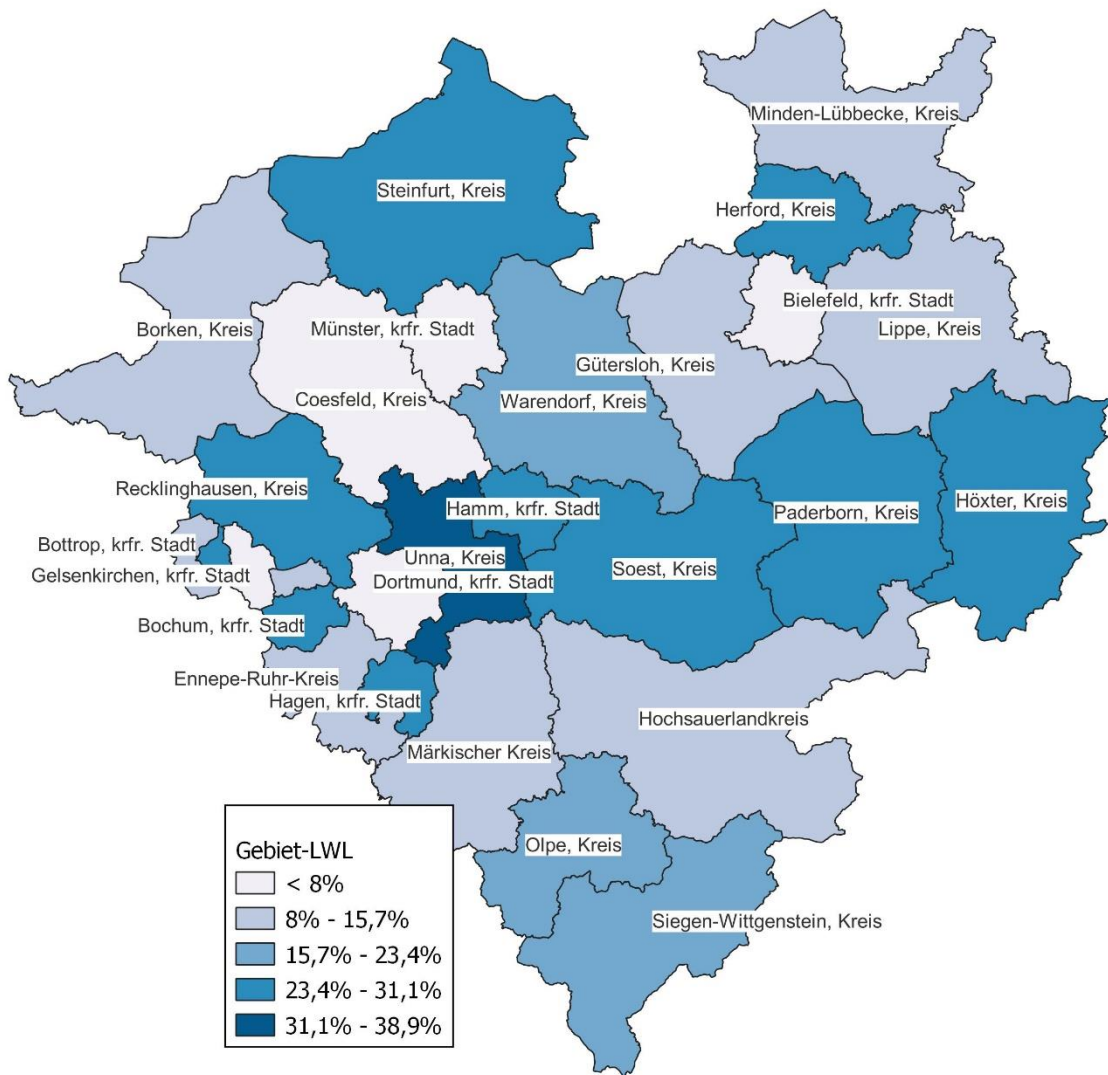 Minden-Lübbecke, Kreis
Steinfurt, Kreis
Herford, Kreis
Bielefeld, krfr. Stadt
Münster, krfr. Stadt
Borken, Kreis
Lippe, Kreis
Gütersloh, Kreis
Coesfeld, Kreis
Warendorf, Kreis
Recklinghausen, Kreis
Höxter, Kreis
Hamm, krfr. Stadt
Paderborn, Kreis
Bottrop, krfr. Stadt
Unna, Kreis
Soest, Kreis
Gelsenkirchen, krfr. Stadt
Dortmund, krfr. Stadt
Bochum, krfr. Stadt
Ennepe-Ruhr-Kreis
Hagen, krfr. Stadt
Hochsauerlandkreis
Märkischer Kreis
Olpe, Kreis
Siegen-Wittgenstein, Kreis
Gebiet-LWL
< 8%
8% - 15,7%
15,7% - 23,4%
23,4% - 31,1%
31,1% - 38,9%